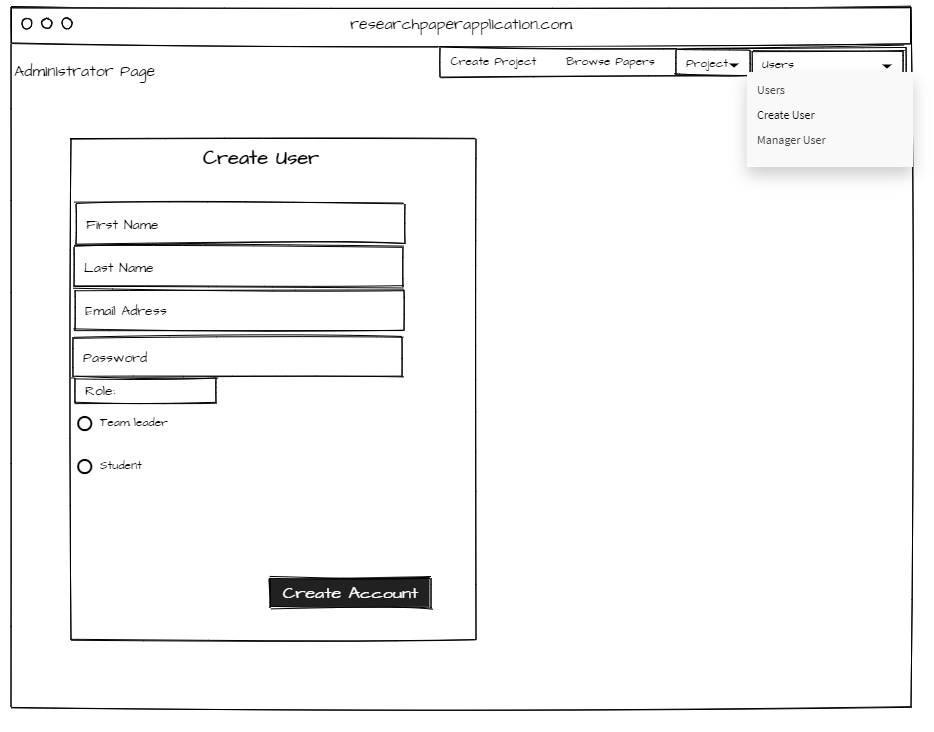 researchpaperapplication.com
Administrator Page
Create Project Browse Papers Project Users
Users
Create User
Manager User
Create User
First Name
Last Name
Email Adress
Password
Role:
Team leader
Student
Create Account